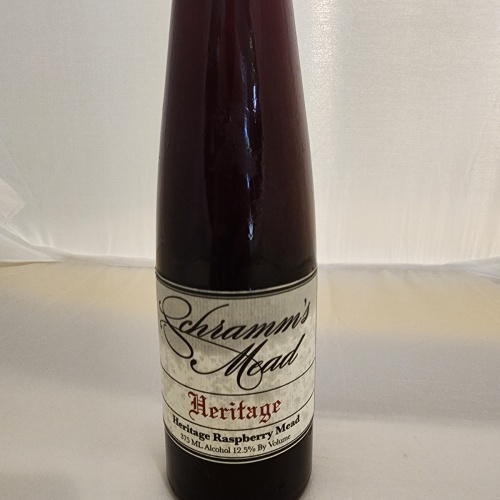 Schramm's
Mead
Heritage
Heritage Raspberry Mead
375 ML Alcohol 12.5% By Volume